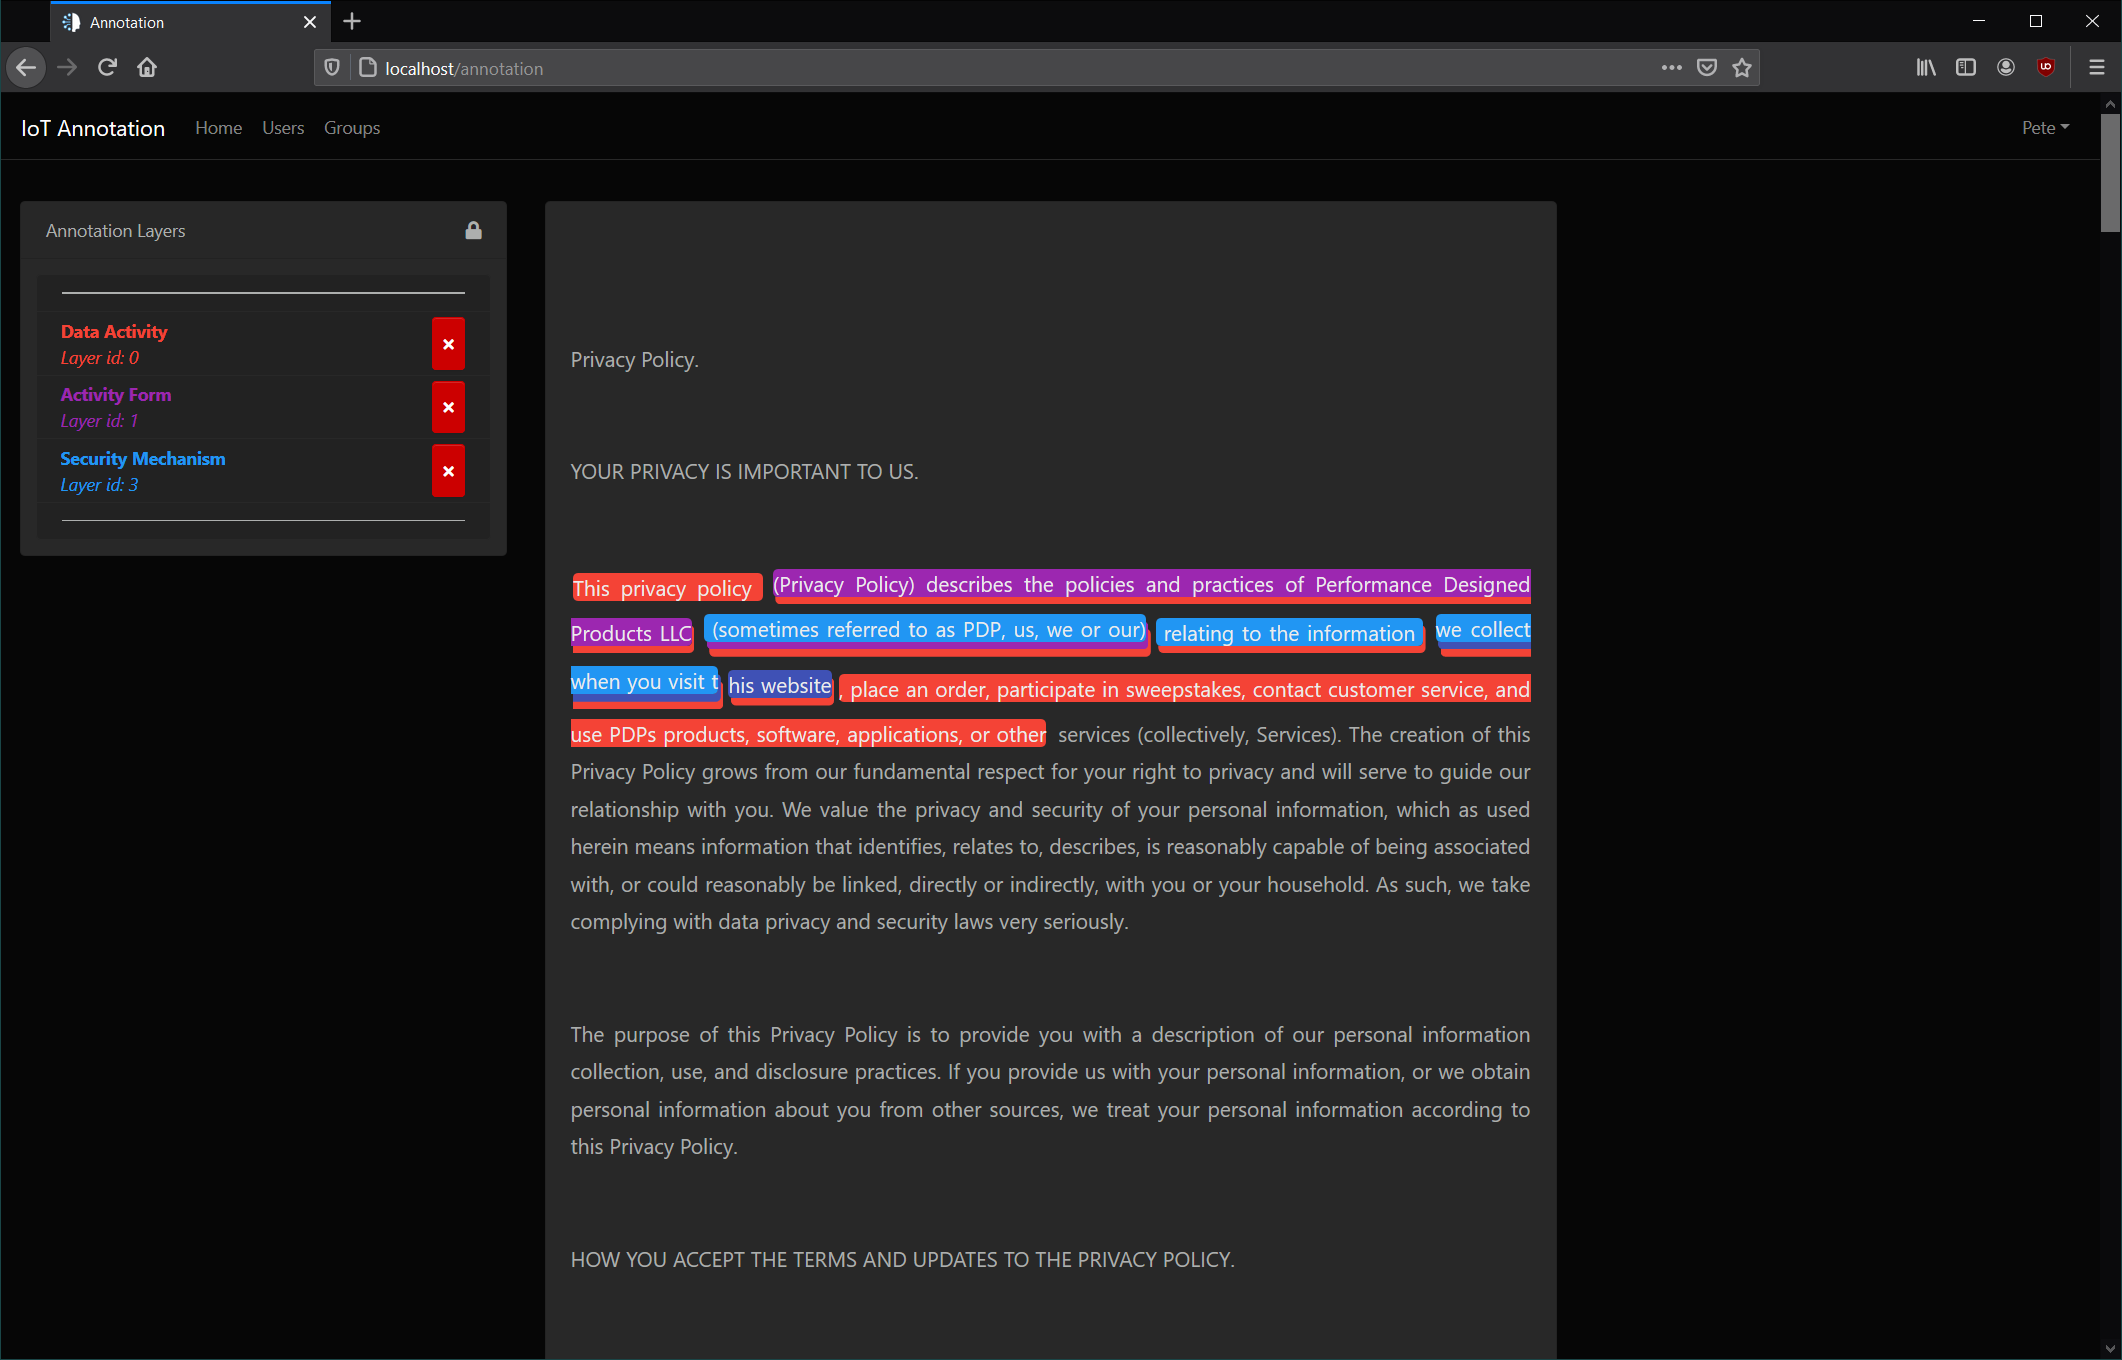 Annotation
localhost/annotation
IoT Annotation Home Users Groups Pete
Annotation Layers
Data Activity
Layer id: 0
Activity Form
Layer id: 1
Security Mechanism
Layer id: 3
Privacy Policy.
YOUR PRIVACY IS IMPORTANT TO US.
This privacy policy (Privacy Policy) describes the policies and practices of Performance Designed
Products LLC (sometimes referred to as PDP, us, we or our) relating to the information we collect
when you visit this website, place an order, participate in sweepstakes, contact customer service, and
use PDPs products, software, applications, or other services (collectively, Services). The creation of this
Privacy Policy grows from our fundamental respect for your right to privacy and will serve to guide our
relationship with you. We value the privacy and security of your personal information, which as used
herein means information that identifies, relates to, describes, is reasonably capable of being associated
with, or could reasonably be linked, directly or indirectly, with you or your household. As such, we take
complying with data privacy and security laws very seriously.
The purpose of this Privacy Policy is to provide you with a description of our personal information
collection, use, and disclosure practices. If you provide us with your personal information, or we obtain
personal information about you from other sources, we treat your personal information according to
this Privacy Policy.
HOW YOU ACCEPT THE TERMS AND UPDATES TO THE PRIVACY POLICY.